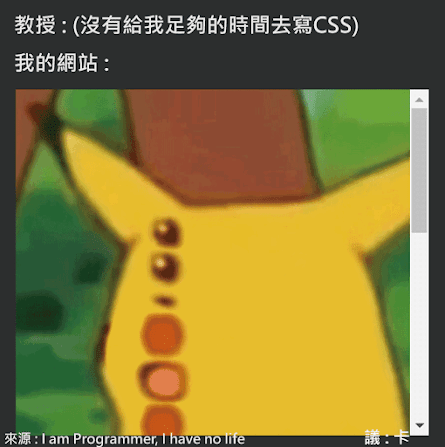 教授 : (沒有給我足夠的時間去寫CSS)
我的網站 :
來源 : I am Programmer, I have no life
議 : 卡